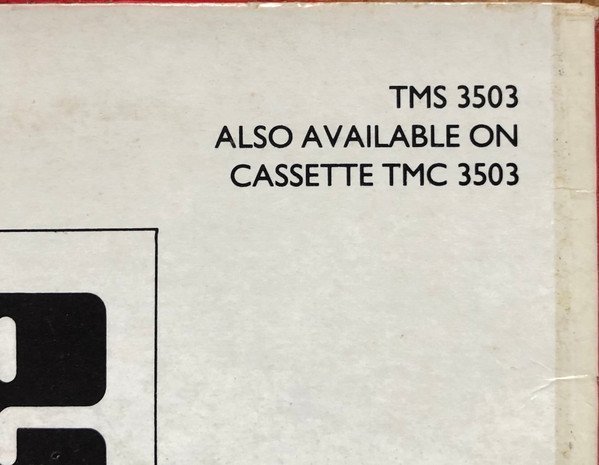 TMS 3503
ALSO AVAILABLE ON
CASSETTE TMC 3503